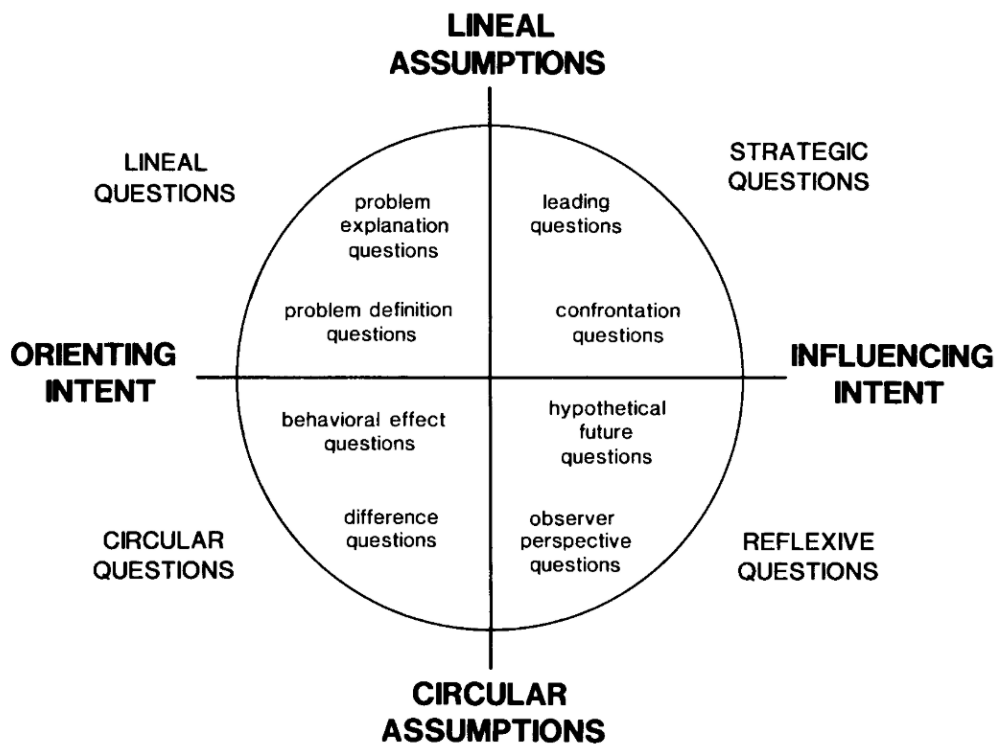 LINEAL
ASSUMPTIONS
LINEAL
QUESTIONS
STRATEGIC
QUESTIONS
problem
explanation
questions
leading
questions
problem definition
questions
confrontation
questions
ORIENTING
INTENT
INFLUENCING
INTENT
behavioral effect
questions
hypothetical
future
questions
difference
questions
observer
perspective
questions
CIRCULAR
QUESTIONS
REFLEXIVE
QUESTIONS
CIRCULAR
ASSUMPTIONS